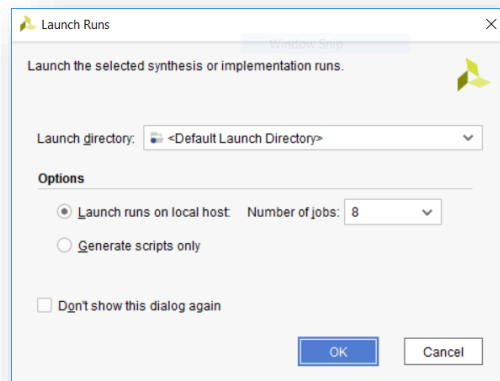 Launch Runs
Window Snip
Launch the selected synthesis or implementation runs.
Launch directory: <Default Launch Directory>
Options
Launch runs on local host: Number of jobs: 8
Generate scripts only
Don't show this dialog again
OK Cancel